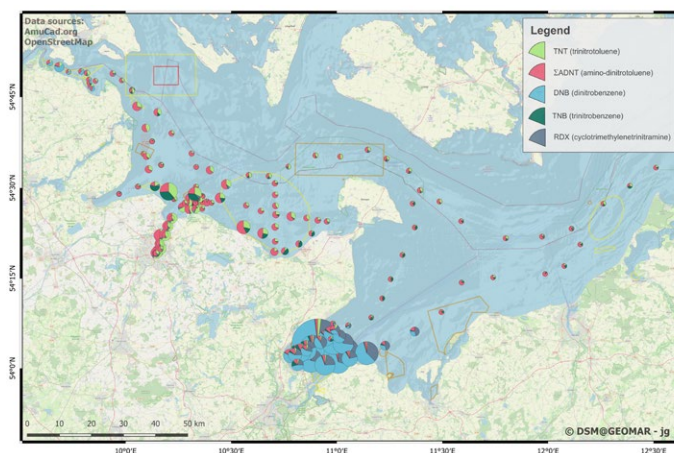 Data sources:
AmuCad.org
OpenStreetMap
Legend
TNT (trinitrotoluene)
ΣADNT (amino-dinitrotoluene)
DNB (dinitrobenzene)
TNB (trinitrobenzene)
RDX (cyclotrimethylenetrinitramine)
54°45'N
54°30'N
54°15'N
54°0'N
0 10 20 30 40 50 km
© DSM@GEOMAR - jg
10°0'E 10°30'E 11°0'E 11°30'E 12°0'E 12°30'E